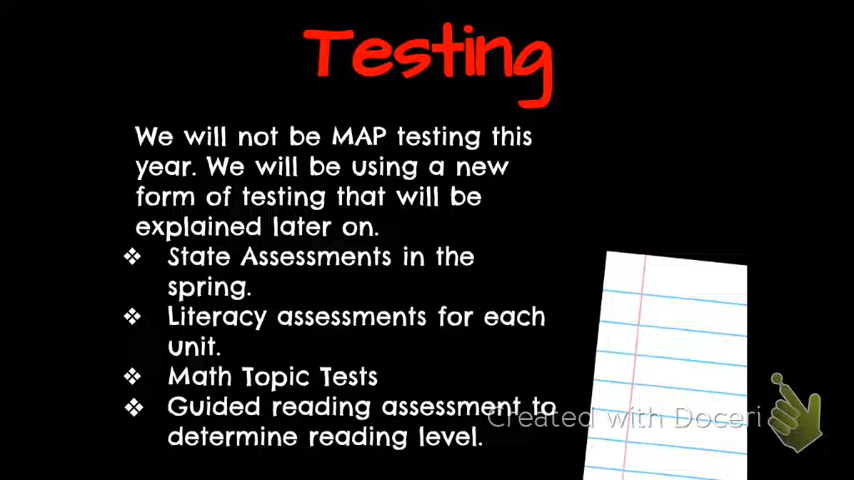 Testing
We will not be MAP testing this
year. We will be using a new
form of testing that will be
explained later on.
❖ State Assessments in the
spring.
❖ Literacy assessments for each
unit.
❖ Math Topic Tests
❖ Guided reading assessment to
determine reading level.
Created with Doceri